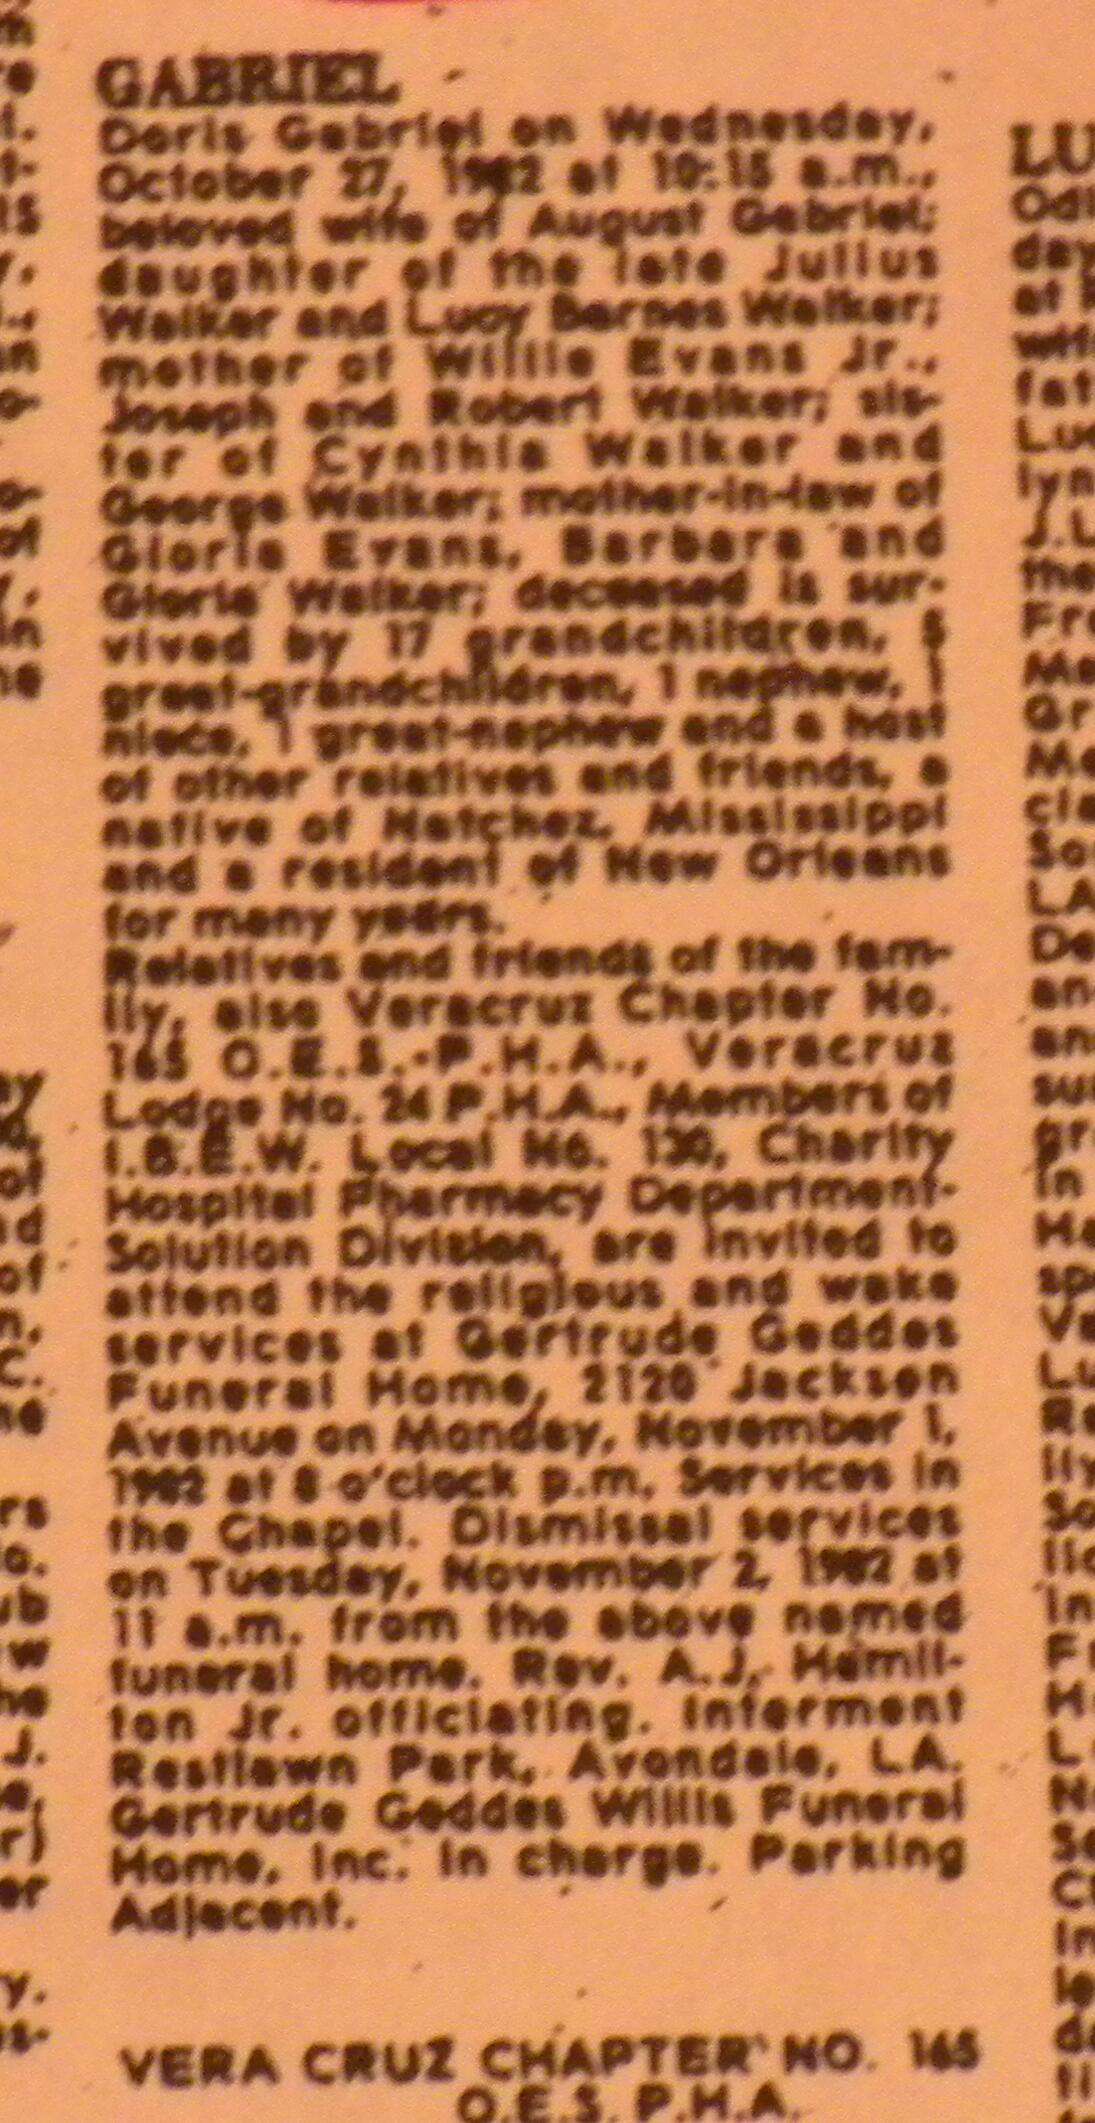 GABRIEL
Doris Gabriel on Wednesday,
October 27, 1982 at 10:15 a.m.,
beloved wife of August Gabriel;
daughter of the late Julius
Walker and Lucy Barnes Walker;
mother of Willie Evans Jr.,
Joseph and Robert Walker; sis-
ter of Cynthia Walker and
George Walker; mother-in-law of
Gloria Evans, Barbara and
Gloria Walker; deceased is sur-
vived by 17 grandchildren, 5
great-grandchildren, 1 nephew, 1
niece, 1 great-nephew and a host
of other relatives and friends, a
native of Natchez, Mississippi
and a resident of New Orleans
for many years.
Relatives and friends of the fam-
ily, also Veracruz Chapter No.
165 O.E.S.-P.H.A., Veracruz
Lodge No. 24 P.H.A., Members of
I.B.E.W. Local No. 130, Charity
Hospital Pharmacy Department-
Solution Division, are invited to
attend the religious and wake
services at Gertrude Geddes
Funeral Home, 2120 Jackson
Avenue on Monday, November 1,
1982 at 8 o'clock p.m. Services in
the Chapel. Dismissal services
on Tuesday, November 2, 1982 at
11 a.m. from the above named
funeral home. Rev. A.J. Hamil-
ton Jr. officiating. Interment
Restlawn Park, Avondale, LA.
Gertrude Geddes Willis Funeral
Home, Inc. in charge. Parking
Adjacent.
VERA CRUZ CHAPTER NO. 165
O.E.S. P.H.A.